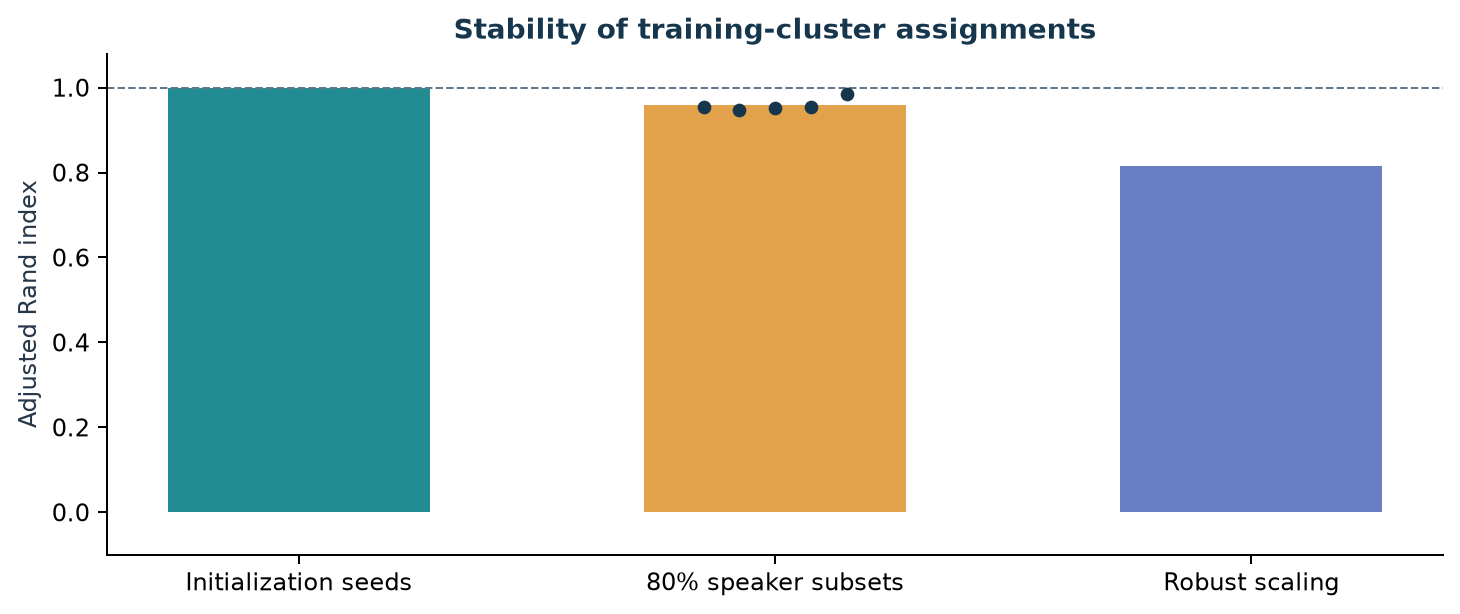 Stability of training-cluster assignments
Adjusted Rand index
1.0
0.8
0.6
0.4
0.2
0.0
Initialization seeds
80% speaker subsets
Robust scaling